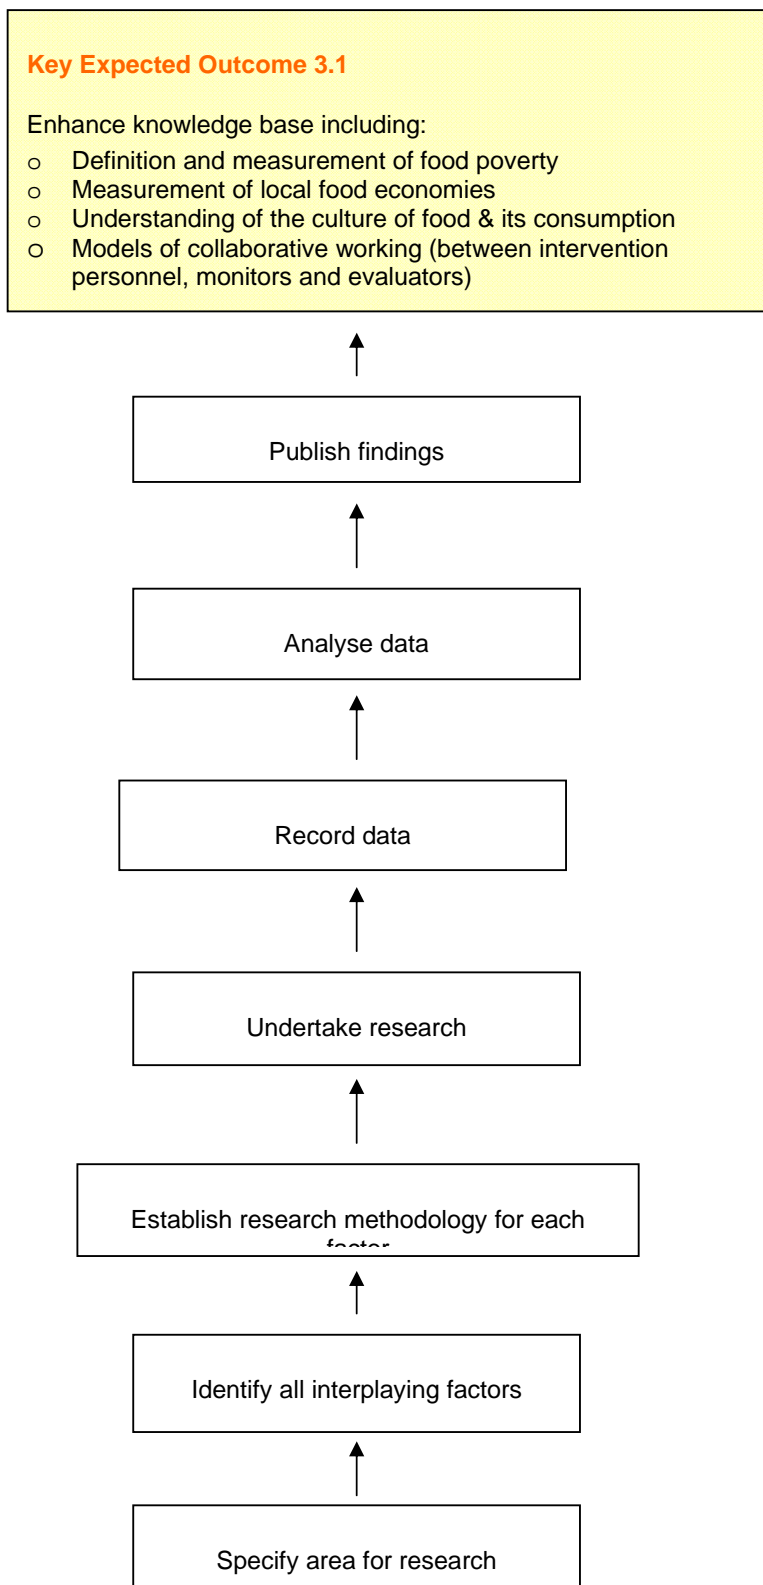 Key Expected Outcome 3.1
Enhance knowledge base including:
o Definition and measurement of food poverty
o Measurement of local food economies
o Understanding of the culture of food & its consumption
o Models of collaborative working (between intervention
personnel, monitors and evaluators)
Publish findings
Analyse data
Record data
Undertake research
Establish research methodology for each
factor
Identify all interplaying factors
Specify area for research